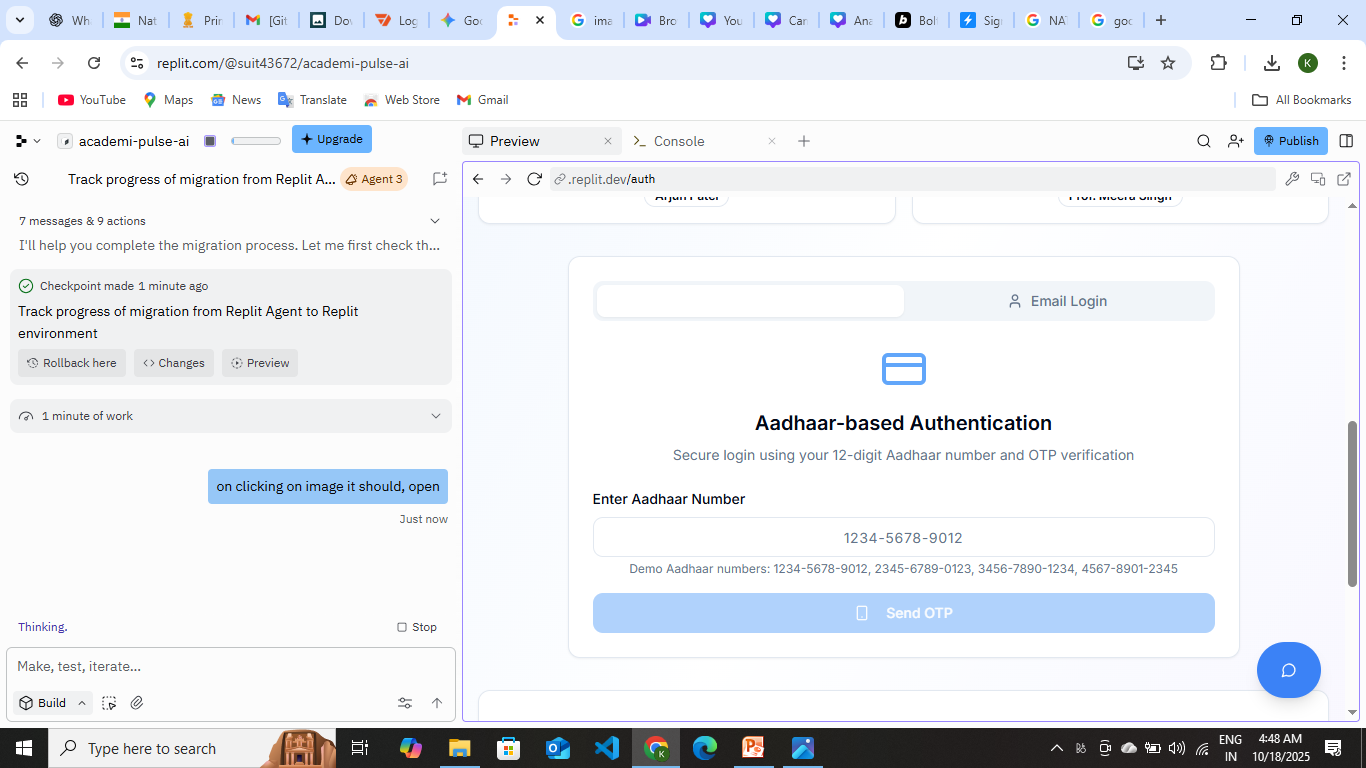 Wh
Nat
Prin
[Git
Dov
Log
Goo
ima
Bro
You
Can
Ana
Bolt
Sig
NAT
goo
replit.com/@suit43672/academi-pulse-ai
K
YouTube
Maps
News
Translate
Web Store
Gmail
All Bookmarks
academi-pulse-ai
Upgrade
Preview
Console
Publish
Track progress of migration from Replit A...
Agent 3
.replit.dev/auth
7 messages & 9 actions
I'll help you complete the migration process. Let me first check th...
Checkpoint made 1 minute ago
Track progress of migration from Replit Agent to Replit
environment
Rollback here
Changes
Preview
1 minute of work
on clicking on image it should, open
Just now
Thinking.
Stop
Make, test, iterate...
Build
Arjun Patel
Prof. Meera Singh
Email Login
Aadhaar-based Authentication
Secure login using your 12-digit Aadhaar number and OTP verification
Enter Aadhaar Number
1234-5678-9012
Demo Aadhaar numbers: 1234-5678-9012, 2345-6789-0123, 3456-7890-1234, 4567-8901-2345
Send OTP
Type here to search
ENG
IN
4:48 AM
10/18/2025